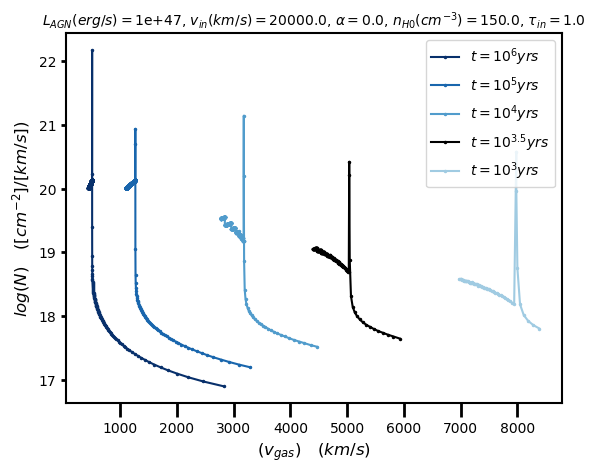 L_AGN(erg/s) = 1e+47, v_in(km/s) = 20000.0, α = 0.0, n_H0(cm^−3) = 150.0, τ_in = 1.0
log(N) ([cm^−2]/[km/s])
22
21
20
19
18
17
t = 10^6 yrs
t = 10^5 yrs
t = 10^4 yrs
t = 10^3.5 yrs
t = 10^3 yrs
1000 2000 3000 4000 5000 6000 7000 8000
(v_gas) (km/s)